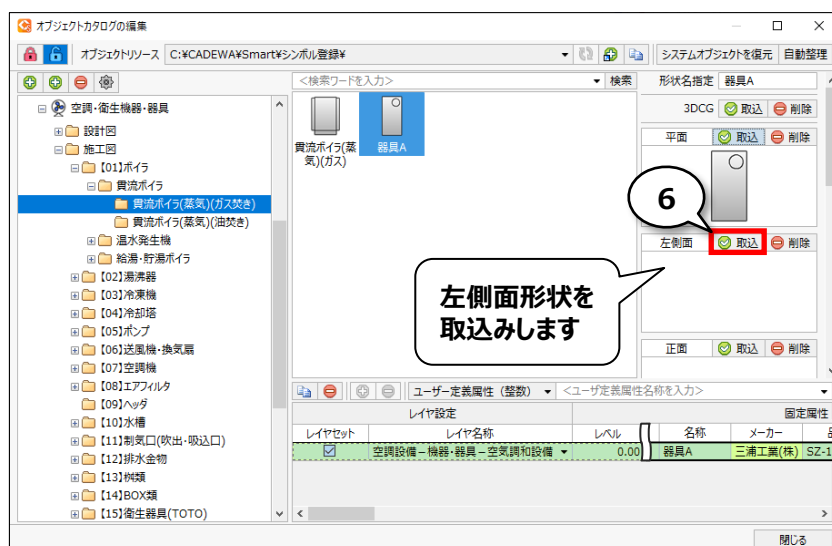 オブジェクトカタログの編集
オブジェクトリソース C:¥CADEWA¥Smart¥シンボル登録¥ システムオブジェクトを復元 自動整理
<検索ワードを入力> 検索 形状名指定 器具A
空調・衛生機器・器具
設計図
施工図
【01】ボイラ
貫流ボイラ
貫流ボイラ(蒸気)(ガス焚き)
貫流ボイラ(蒸気)(油焚き)
温水発生機
給湯・貯湯ボイラ
【02】湯沸器
【03】冷凍機
【04】冷却塔
【05】ポンプ
【06】送風機・換気扇
【07】空調機
【08】エアフィルタ
【09】ヘッダ
【10】水槽
【11】制気口(吹出・吸込口)
【12】排水金物
【13】桝類
【14】BOX類
【15】衛生器具(TOTO)
貫流ボイラ(蒸
気)(ガス)
器具A
3DCG 取込 削除
平面 取込 削除
6
左側面 取込 削除
左側面形状を
取込みします
正面 取込 削除
ユーザー定義属性（整数） <ユーザ定義属性名称を入力>
レイヤ設定 固定属性
レイヤセット レイヤ名称 レベル 名称 メーカー
空調設備－機器・器具－空気調和設備 0.00 器具A 三浦工業(株) SZ-1
閉じる